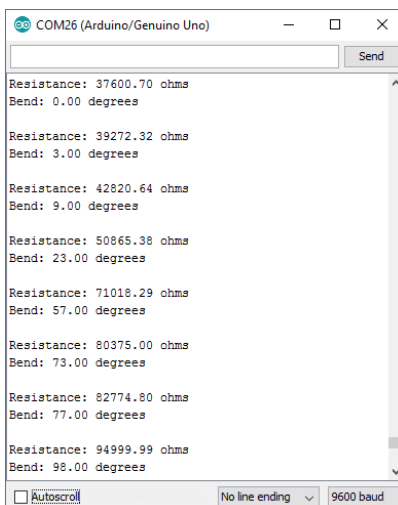 COM26 (Arduino/Genuino Uno)
Send
Resistance: 37600.70 ohms
Bend: 0.00 degrees
Resistance: 39272.32 ohms
Bend: 3.00 degrees
Resistance: 42820.64 ohms
Bend: 9.00 degrees
Resistance: 50865.38 ohms
Bend: 23.00 degrees
Resistance: 71018.29 ohms
Bend: 57.00 degrees
Resistance: 80375.00 ohms
Bend: 73.00 degrees
Resistance: 82774.80 ohms
Bend: 77.00 degrees
Resistance: 94999.99 ohms
Bend: 98.00 degrees
Autoscroll No line ending 9600 baud